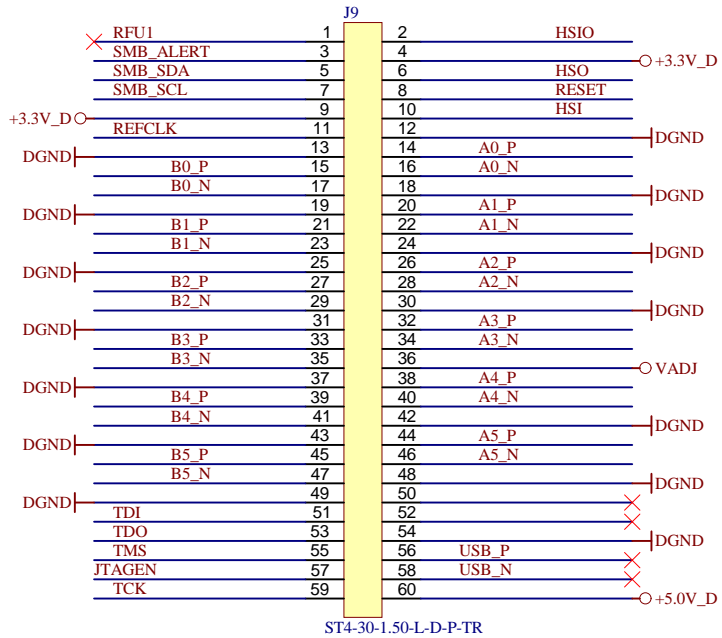 J9
RFU1 1 2 HSIO
SMB_ALERT 3 4 +3.3V_D
SMB_SDA 5 6 HSO
SMB_SCL 7 8 RESET
+3.3V_D 9 10 HSI
REFCLK 11 12 DGND
DGND 13 14 A0_P
B0_P 15 16 A0_N
B0_N 17 18 DGND
DGND 19 20 A1_P
B1_P 21 22 A1_N
B1_N 23 24 DGND
DGND 25 26 A2_P
B2_P 27 28 A2_N
B2_N 29 30 DGND
DGND 31 32 A3_P
B3_P 33 34 A3_N
B3_N 35 36 VADJ
DGND 37 38 A4_P
B4_P 39 40 A4_N
B4_N 41 42 DGND
DGND 43 44 A5_P
B5_P 45 46 A5_N
B5_N 47 48 DGND
DGND 49 50
TDI 51 52
TDO 53 54 DGND
TMS 55 56 USB_P
JTAGEN 57 58 USB_N
TCK 59 60 +5.0V_D
ST4-30-1.50-L-D-P-TR